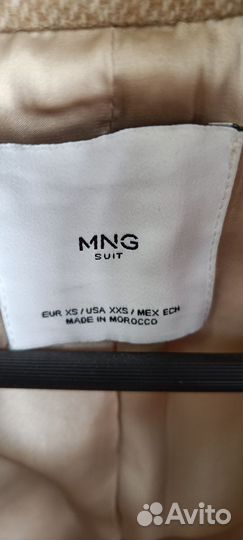 MNG
SUIT
EUR XS / USA XXS / MEX ECH
MADE IN MOROCCO
Avito